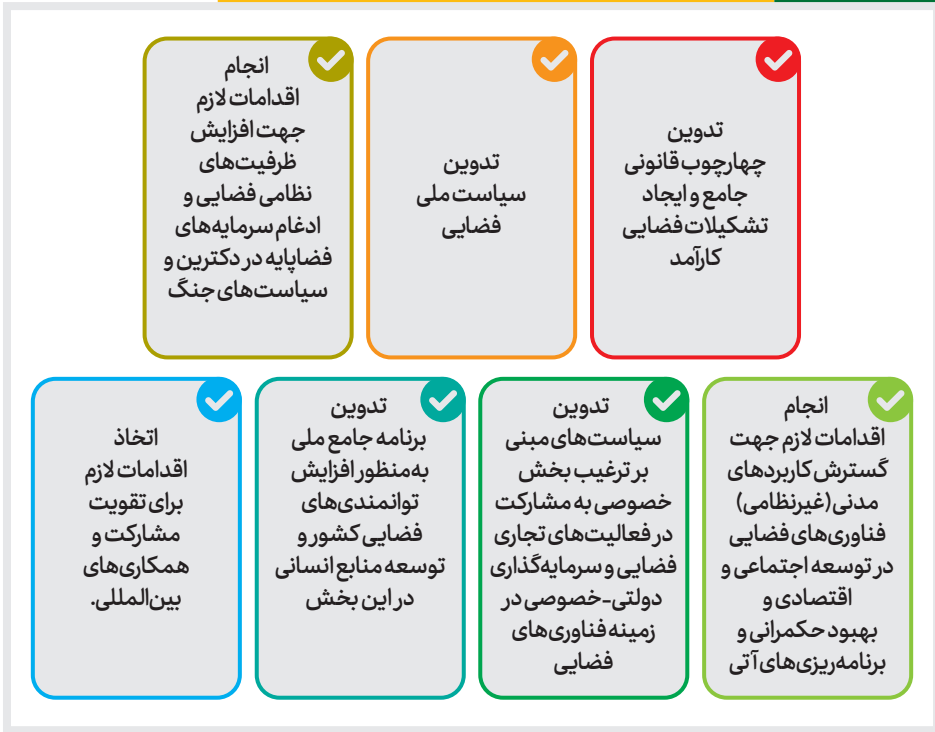 تدوین
چهارچوب قانونی
جامع و ایجاد
تشکیلات فضایی
کارآمد
تدوین
سیاست ملی
فضایی
انجام
اقدامات لازم
جهت افزایش
ظرفیت‌های
نظامی فضایی و
ادغام سرمایه‌های
فضاپایه در دکترین و
سیاست‌های جنگ
انجام
اقدامات لازم جهت
گسترش کاربردهای
مدنی (غیرنظامی)
فناوری‌های فضایی
در توسعه اجتماعی و
اقتصادی و
بهبود حکمرانی و
برنامه‌ریزی‌های آتی
تدوین
سیاست‌های مبنی
بر ترغیب بخش
خصوصی به مشارکت
در فعالیت‌های تجاری
فضایی و سرمایه‌گذاری
دولتی-خصوصی در
زمینه فناوری‌های
فضایی
تدوین
برنامه جامع ملی
به‌منظور افزایش
توانمندی‌های
فضایی کشور و
توسعه منابع انسانی
در این بخش
اتخاذ
اقدامات لازم
برای تقویت
مشارکت و
همکاری‌های
بین‌المللی.